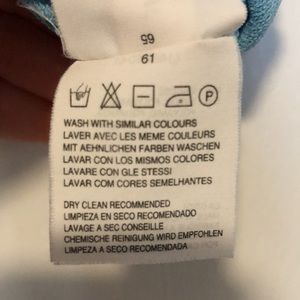 65
61
P
WASH WITH SIMILAR COLOURS
LAVER AVEC LES MEME COULEURS
MIT AEHNLICHEN FARBEN WASCHEN
LAVAR CON LOS MISMOS COLORES
LAVARE CON GLE STESSI
LAVAR COM CORES SEMELHANTES
DRY CLEAN RECOMMENDED
LIMPIEZA EN SECO RECOMENDADO
LAVAGE A SEC CONSEILLE
CHEMISCHE REINIGUNG WIRD EMPFOHLEN
LIMPIEZA A SECO RECOMENDADA